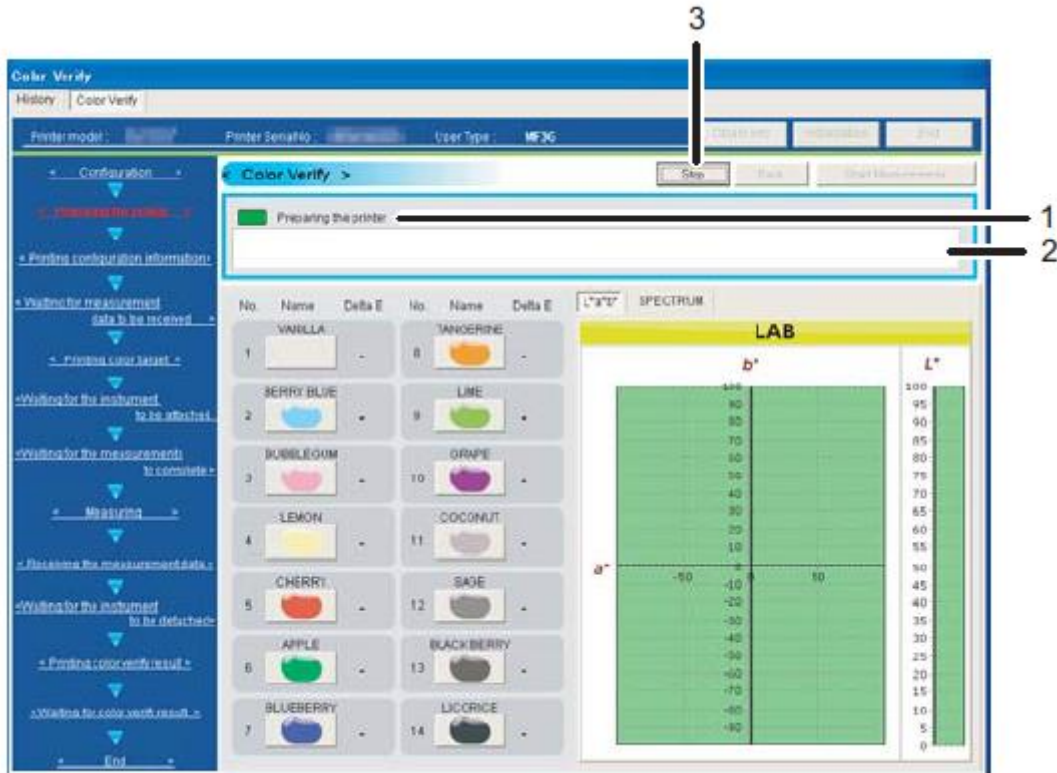 3
Color Verify
History Color Verify
Printer model : Printer SerialNo : User Type : MF3G End
< Configuration > < Color Verify > Stop Back Start Measurements
1
Preparing the printer
2
< Printing configuration information>
< Waiting for measurement
data to be received >
< Printing color target >
<Waiting for the instrument
to be attached>
<Waiting for the measurements
to complete>
< Measuring >
< Receiving the measurement data >
<Waiting for the instrument
to be detached>
< Printing color verify result >
<Waiting for color verify result >
< End >
No. Name Delta E No. Name Delta E
VANILLA TANGERINE
1 - 8 -
BERRY BLUE LIME
2 - 9 -
BUBBLEGUM GRAPE
3 - 10 -
LEMON COCONUT
4 - 11 -
CHERRY SAGE
5 - 12 -
APPLE BLACKBERRY
6 - 13 -
BLUEBERRY LICORICE
7 - 14 -
L*a*b* SPECTRUM
LAB
b* L*
100
90
80
70
60
50
40
30
20
10
0
a* -50 0 50
-10
-20
-30
-40
-50
-60
-70
-80
-90
100
95
90
85
80
75
70
65
60
55
50
45
40
35
30
25
20
15
10
5
0